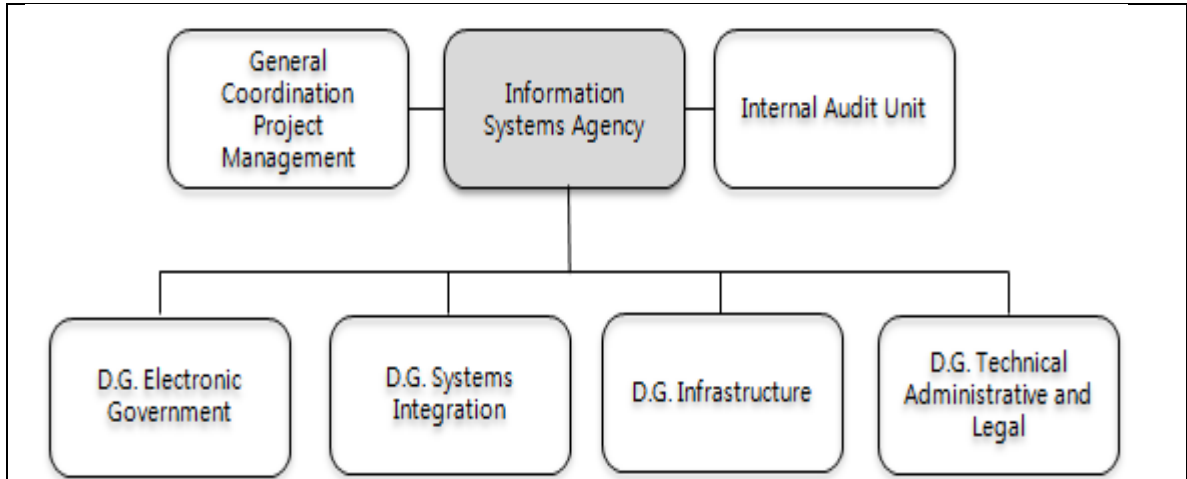 General
Coordination
Project
Management
Information
Systems Agency
Internal Audit Unit
D.G. Electronic
Government
D.G. Systems
Integration
D.G. Infrastructure
D.G. Technical
Administrative and
Legal